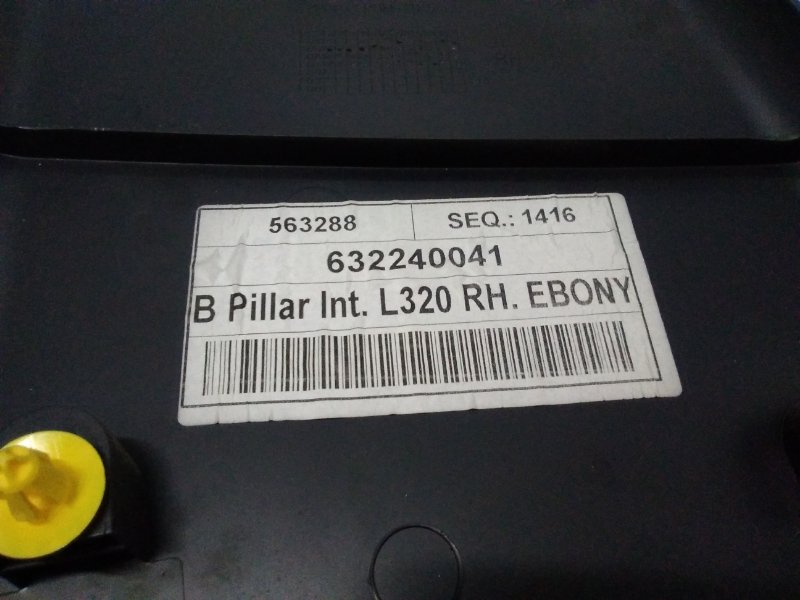 563288 SEQ.: 1416
632240041
B Pillar Int. L320 RH. EBONY